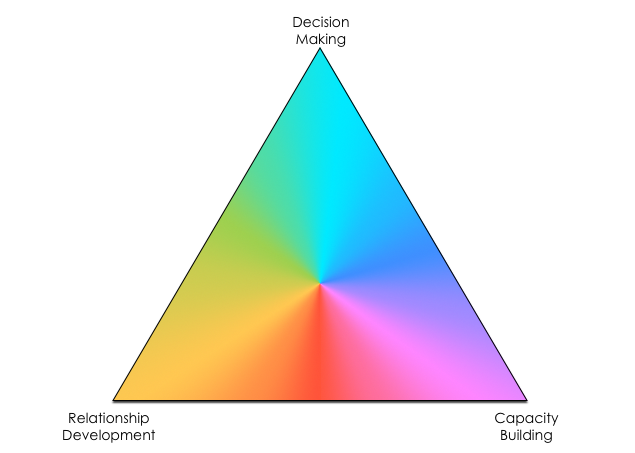 Decision
Making
Relationship
Development
Capacity
Building